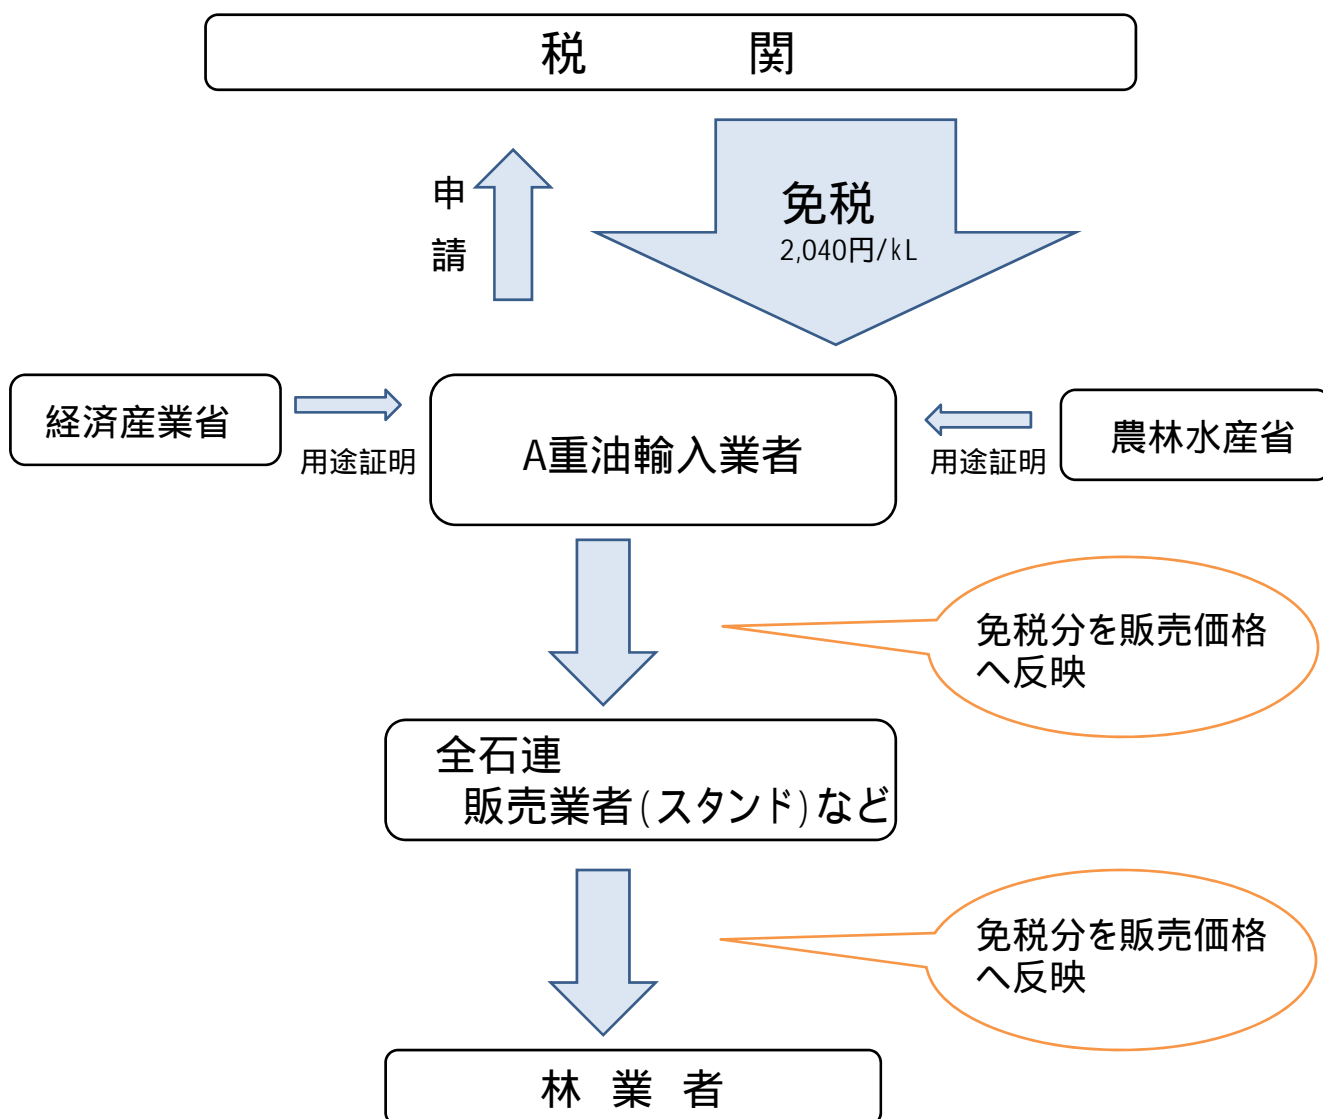 税 関
申
請
免税
2,040円/kL
経済産業省
用途証明
A重油輸入業者
用途証明
農林水産省
免税分を販売価格
へ反映
全石連
販売業者(スタンド)など
免税分を販売価格
へ反映
林 業 者